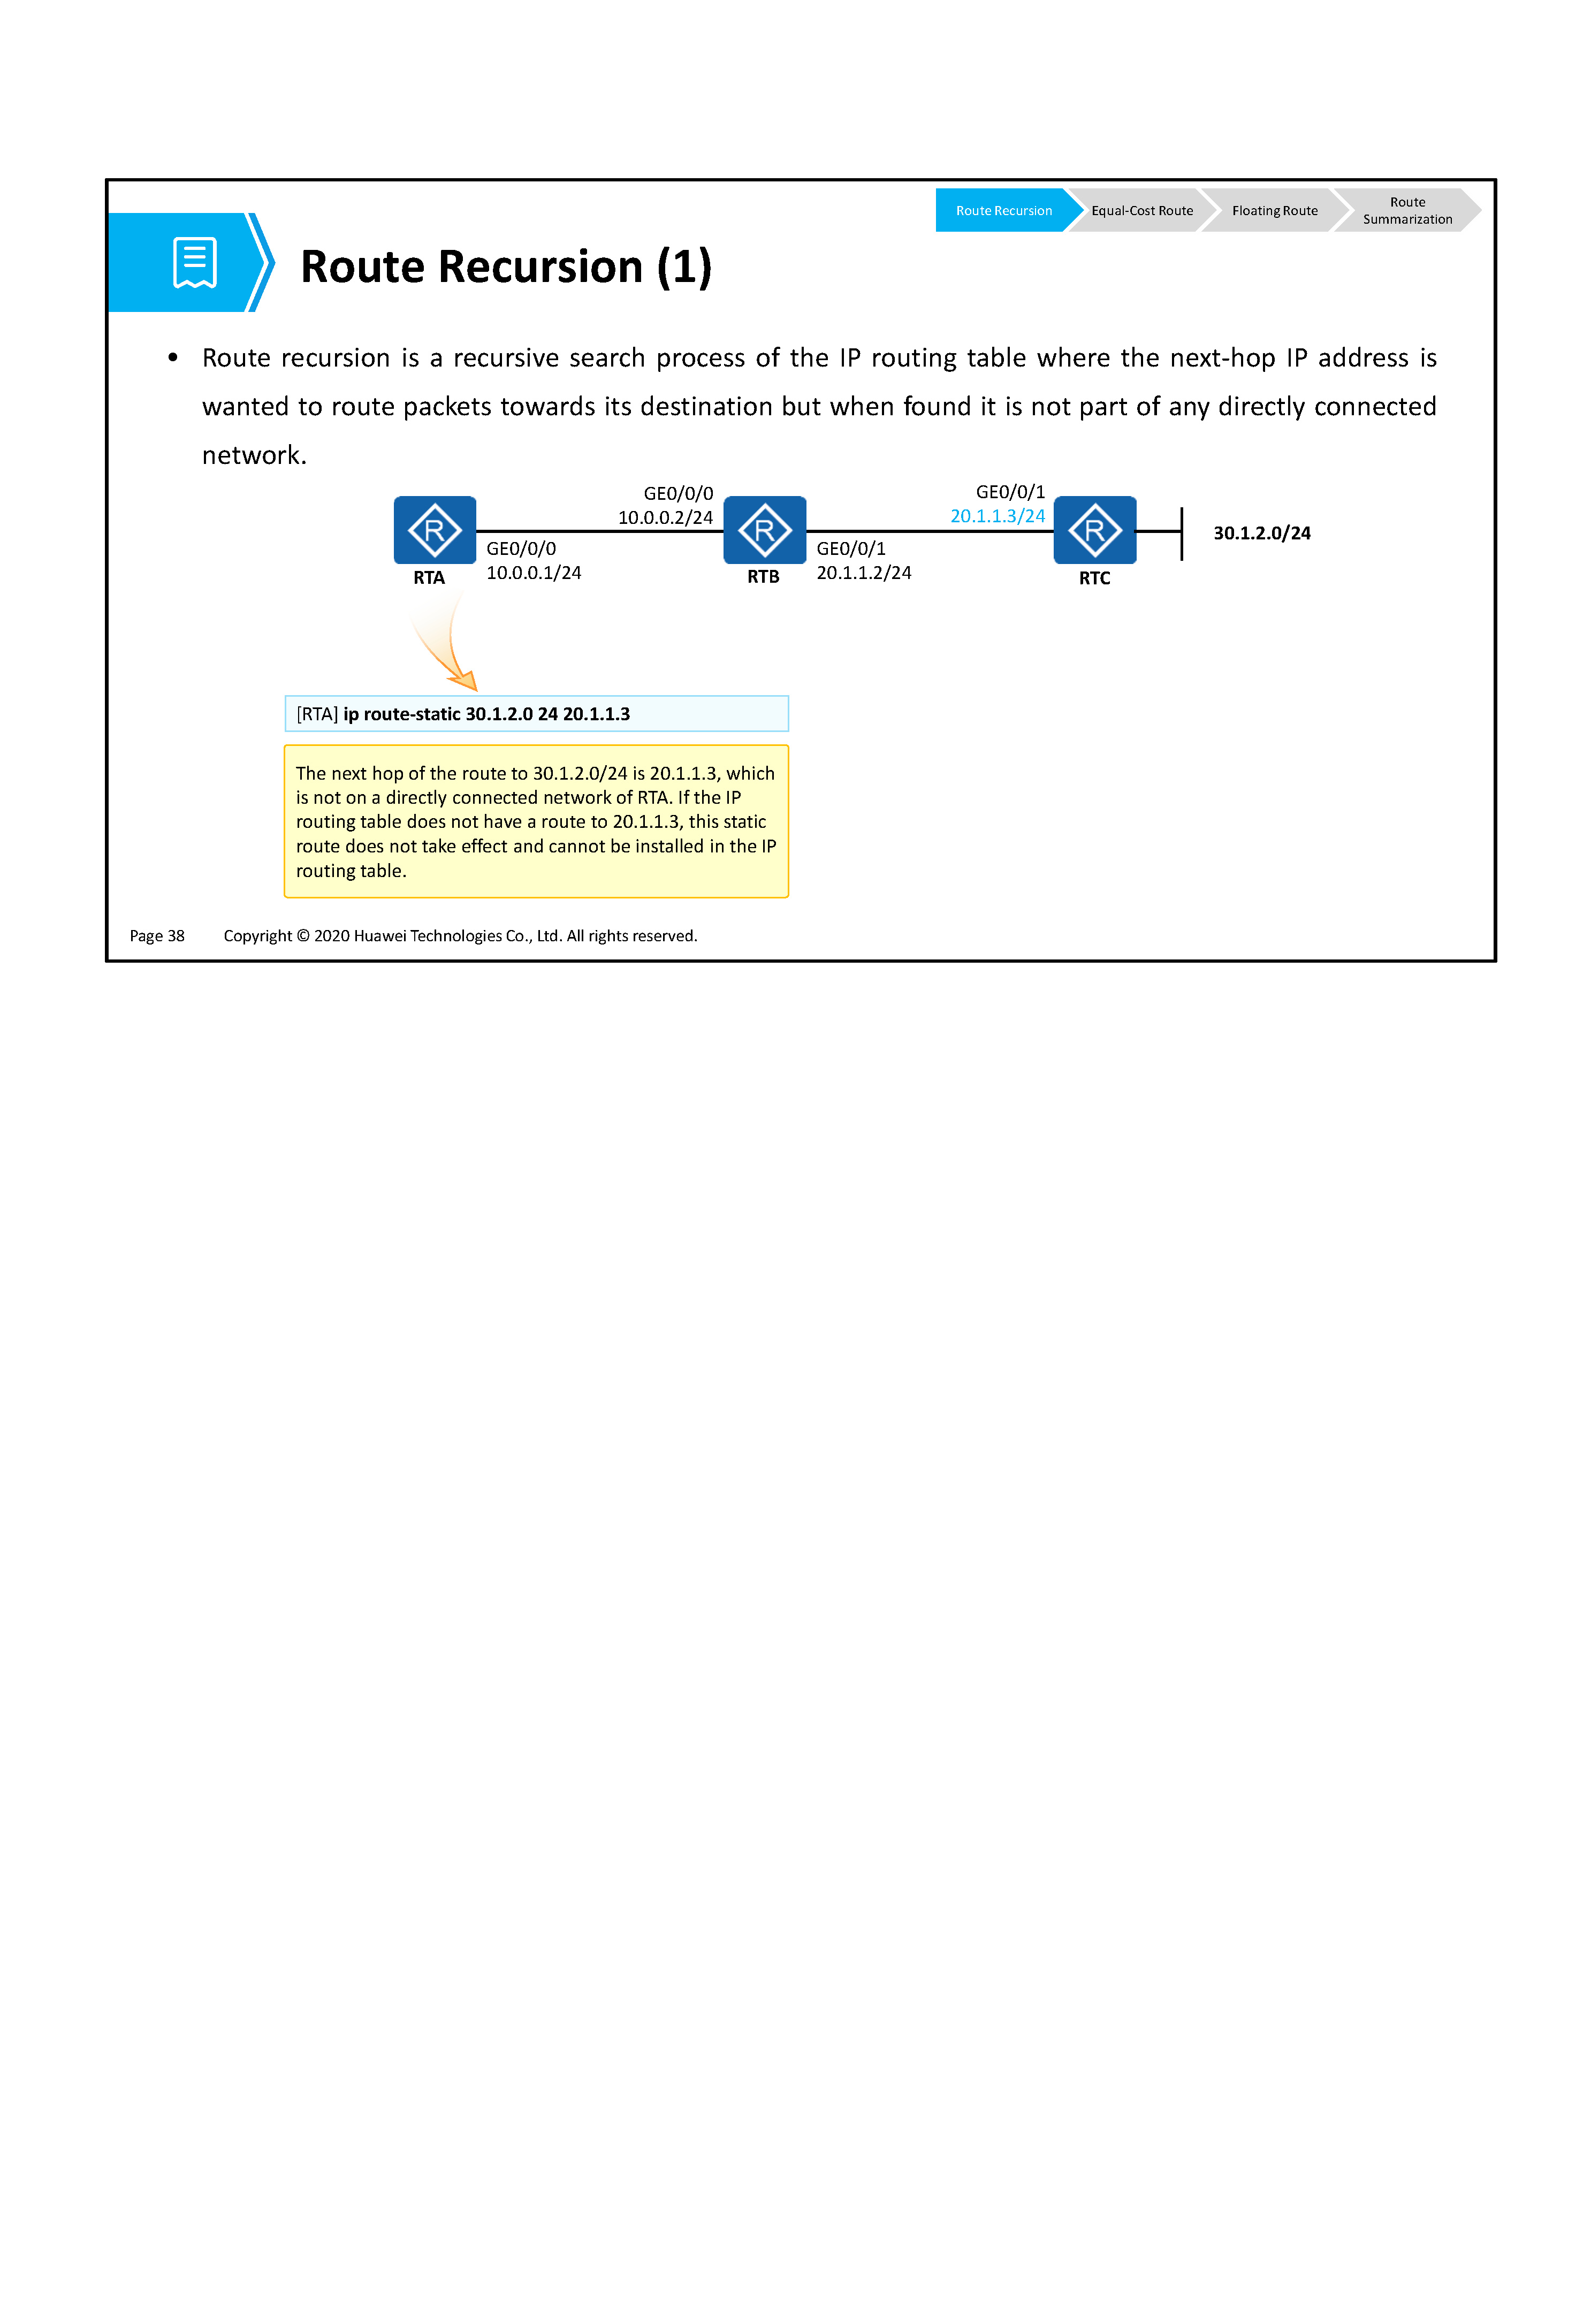 Route Recursion
Equal-Cost Route
Floating Route
Route
Summarization
Route Recursion (1)
• Route recursion is a recursive search process of the IP routing table where the next-hop IP address is
wanted to route packets towards its destination but when found it is not part of any directly connected
network.
GE0/0/0
10.0.0.2/24
GE0/0/1
20.1.1.3/24
R
R
R
30.1.2.0/24
GE0/0/0
10.0.0.1/24
GE0/0/1
20.1.1.2/24
RTA
RTB
RTC
[RTA] ip route-static 30.1.2.0 24 20.1.1.3
The next hop of the route to 30.1.2.0/24 is 20.1.1.3, which
is not on a directly connected network of RTA. If the IP
routing table does not have a route to 20.1.1.3, this static
route does not take effect and cannot be installed in the IP
routing table.
Page 38 Copyright © 2020 Huawei Technologies Co., Ltd. All rights reserved.